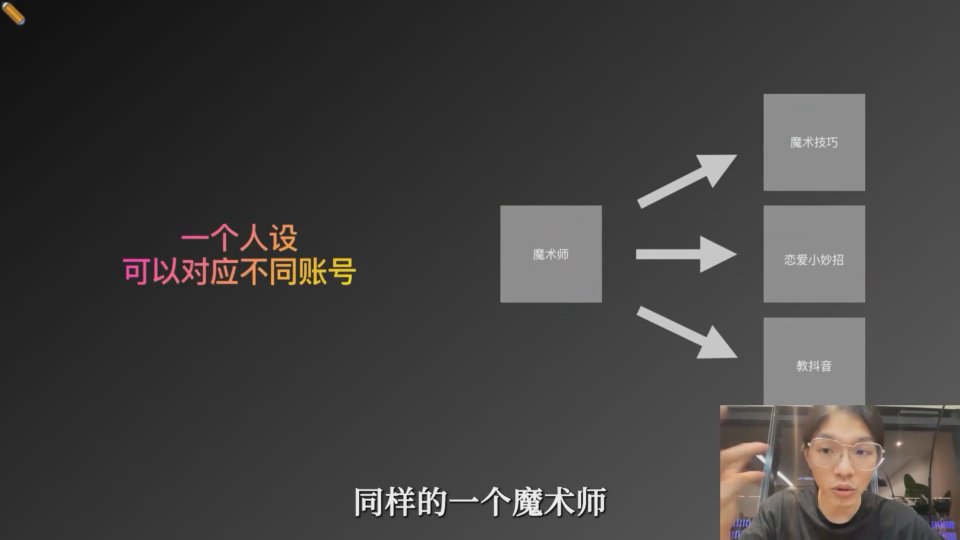 一个人设
可以对应不同账号
魔术师
魔术技巧
恋爱小妙招
教抖音
同样的一个魔术师